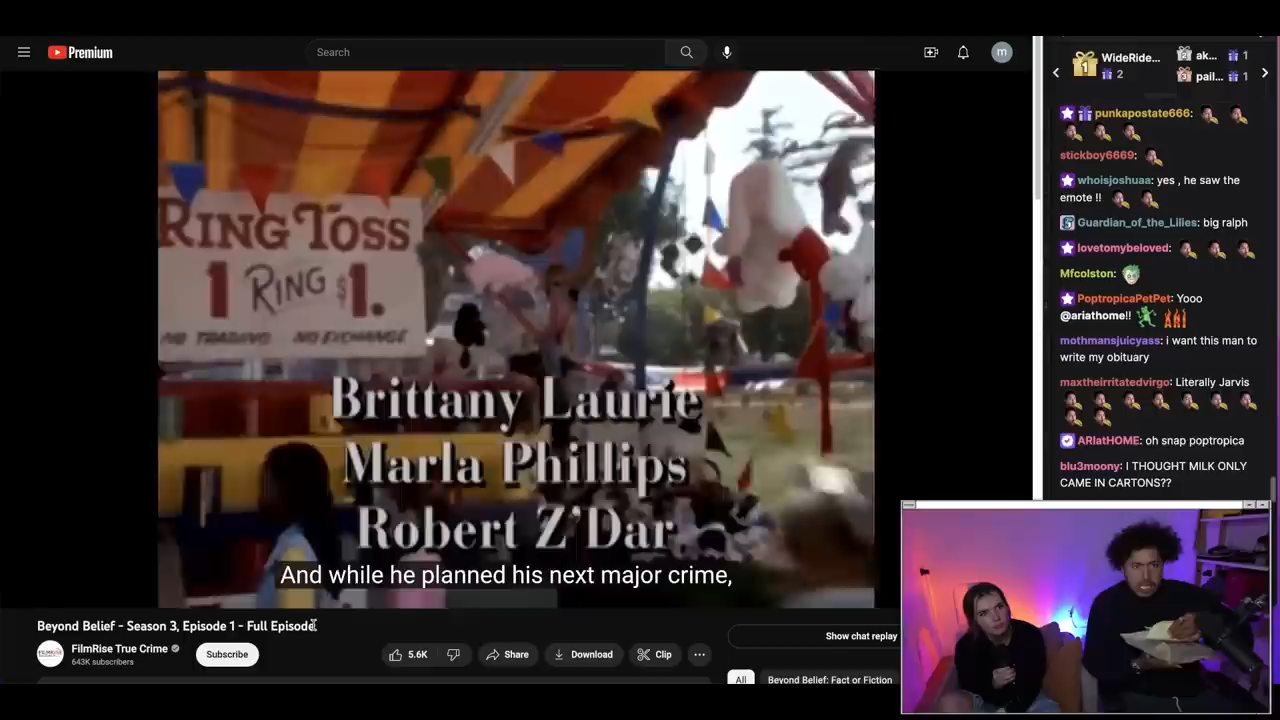 Premium
Search
m
RING TOSS
1 RING $1.
NO TRADING NO EXCHANGE
Brittany Laurie
Marla Phillips
Robert Z'Dar
And while he planned his next major crime,
Beyond Belief - Season 3, Episode 1 - Full Episode
FILMRISE
FilmRise True Crime
643K subscribers
Subscribe
5.6K
Share
Download
Clip
Show chat replay
All
Beyond Belief: Fact or Fiction
1
WideRide...
2
ak...
1
pail...
1
punkapostate666:
stickboy6669:
whoisjoshuaa: yes , he saw the
emote !!
Guardian_of_the_Lilies: big ralph
lovetomybeloved:
Mfcolston:
PoptropicaPetPet: Yooo
@ariathome!!
mothmansjuicyass: i want this man to
write my obituary
maxtheirritatedvirgo: Literally Jarvis
ARIatHOME: oh snap poptropica
blu3moony: I THOUGHT MILK ONLY
CAME IN CARTONS??